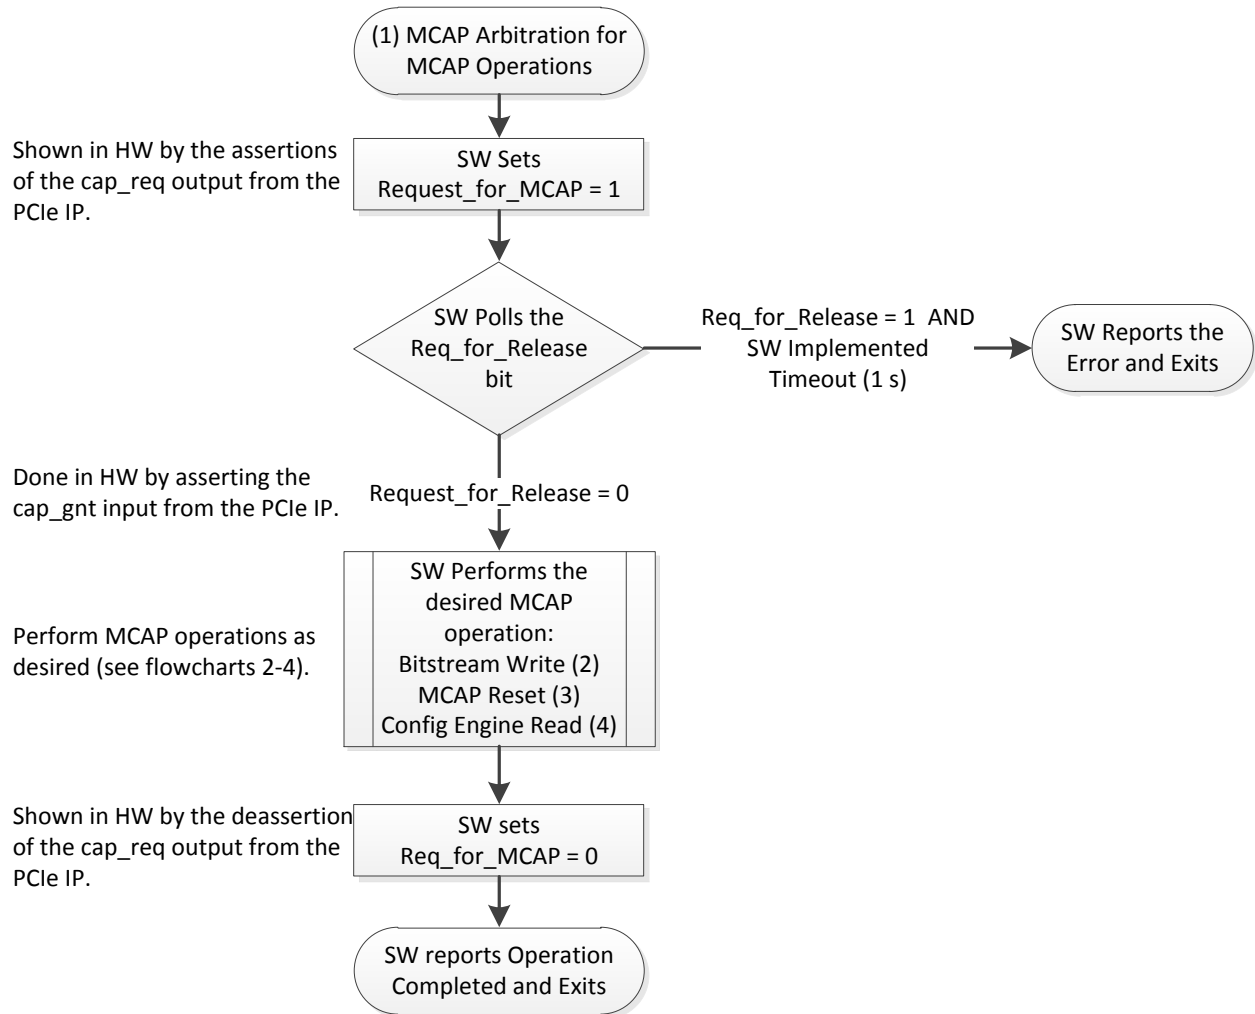 (1) MCAP Arbitration for
MCAP Operations
Shown in HW by the assertions
of the cap_req output from the
PCIe IP.
SW Sets
Request_for_MCAP = 1
SW Polls the
Req_for_Release
bit
Req_for_Release = 1  AND
SW Implemented
Timeout (1 s)
SW Reports the
Error and Exits
Done in HW by asserting the
cap_gnt input from the PCIe IP.
Request_for_Release = 0
Perform MCAP operations as
desired (see flowcharts 2-4).
SW Performs the
desired MCAP
operation:
Bitstream Write (2)
MCAP Reset (3)
Config Engine Read (4)
Shown in HW by the deassertion
of the cap_req output from the
PCIe IP.
SW sets
Req_for_MCAP = 0
SW reports Operation
Completed and Exits